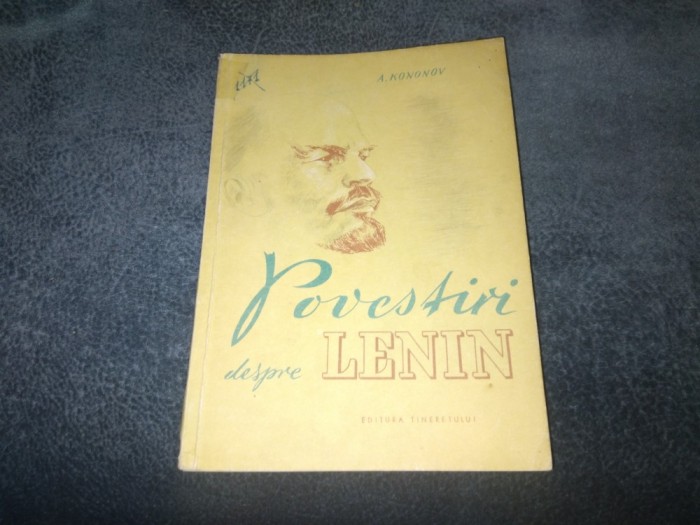 A. KONONOV
Povestiri
despre LENIN
EDITURA TINERETULUI